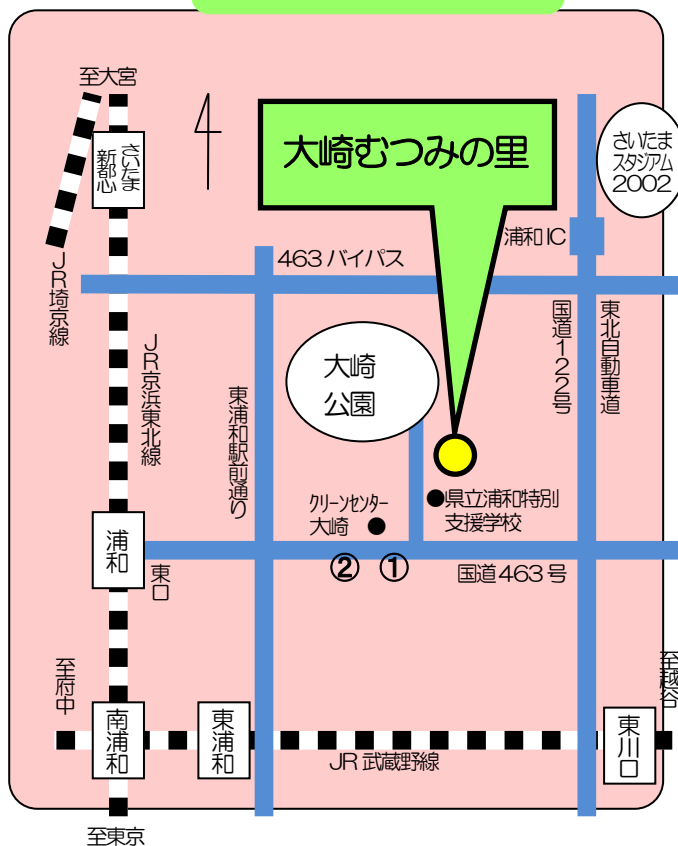 至大宮
さいたま
新都心
大崎むつみの里
さいたま
スタジアム
2002
浦和IC
463バイパス
JR埼京線
JR京浜東北線
東浦和駅前通り
大崎
公園
国道122号
東北自動車道
クリーンセンター
大崎
県立浦和特別
支援学校
浦和
東口
② ①
国道463号
至府中
南浦和
東浦和
JR武蔵野線
東川口
至越谷
至東京